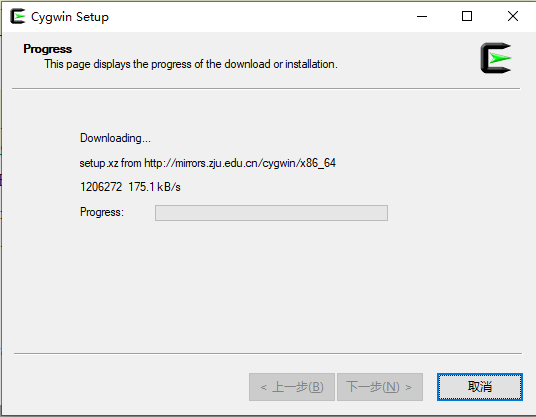 Cygwin Setup
Progress
This page displays the progress of the download or installation.
Downloading...
setup.xz from http://mirrors.zju.edu.cn/cygwin/x86_64
1206272 175.1 kB/s
Progress:
< 上一步(B) 下一步(N) > 取消